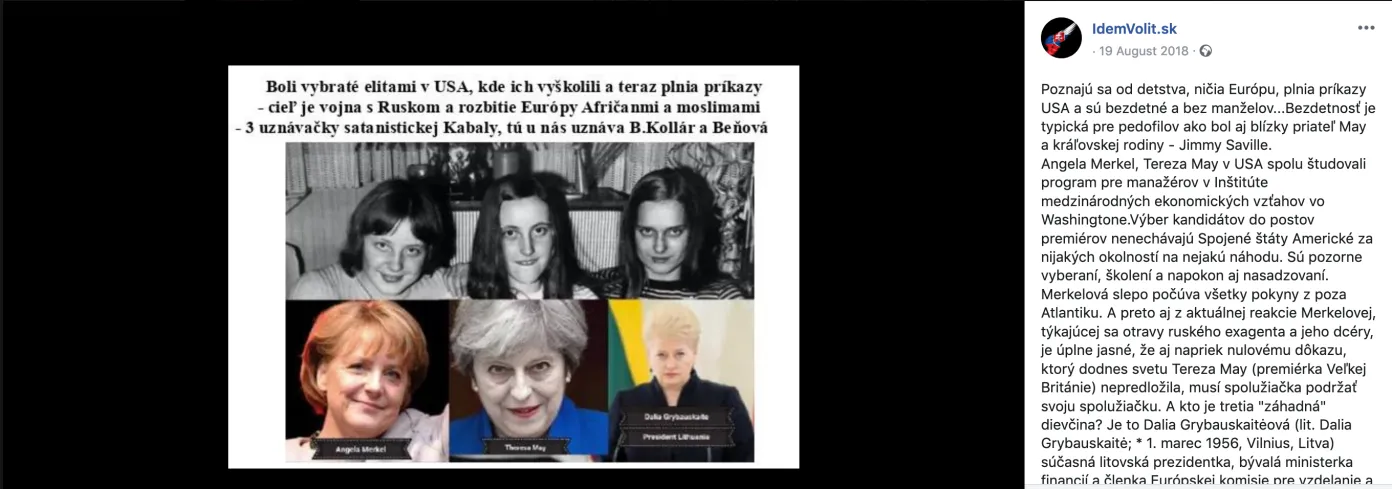 Boli vybraté elitami v USA, kde ich vyškolili a teraz plnia príkazy
- cieľ je vojna s Ruskom a rozbitie Európy Afričanmi a moslimami
- 3 uznávačky satanistickej Kabaly, tú u nás uznáva B.Kollár a Beňová
Angela Merkel
Theresa May
Dalia Grybauskaite
President Lithuania
IdemVolit.sk
· 19 August 2018 ·
Poznajú sa od detstva, ničia Európu, plnia príkazy
USA a sú bezdetné a bez manželov...Bezdetnosť je
typická pre pedofilov ako bol aj blízky priateľ May
a kráľovskej rodiny - Jimmy Saville.
Angela Merkel, Tereza May v USA spolu študovali
program pre manažérov v Inštitúte
medzinárodných ekonomických vzťahov vo
Washingtone.Výber kandidátov do postov
premiérov nenechávajú Spojené štáty Americké za
nijakých okolností na nejakú náhodu. Sú pozorne
vyberaní, školení a napokon aj nasadzovaní.
Merkelová slepo počúva všetky pokyny z poza
Atlantiku. A preto aj z aktuálnej reakcie Merkelovej,
týkajúcej sa otravy ruského exagenta a jeho dcéry,
je úplne jasné, že aj napriek nulovému dôkazu,
ktorý dodnes svetu Tereza May (premiérka Veľkej
Británie) nepredložila, musí spolužiačka podržať
svoju spolužiačku. A kto je tretia "záhadná"
dievčina? Je to Dalia Grybauskaitėová (lit. Dalia
Grybauskaitė; * 1. marec 1956, Vilnius, Litva)
súčasná litovská prezidentka, bývalá ministerka
financií a členka Európskej komisie pre vzdelanie a